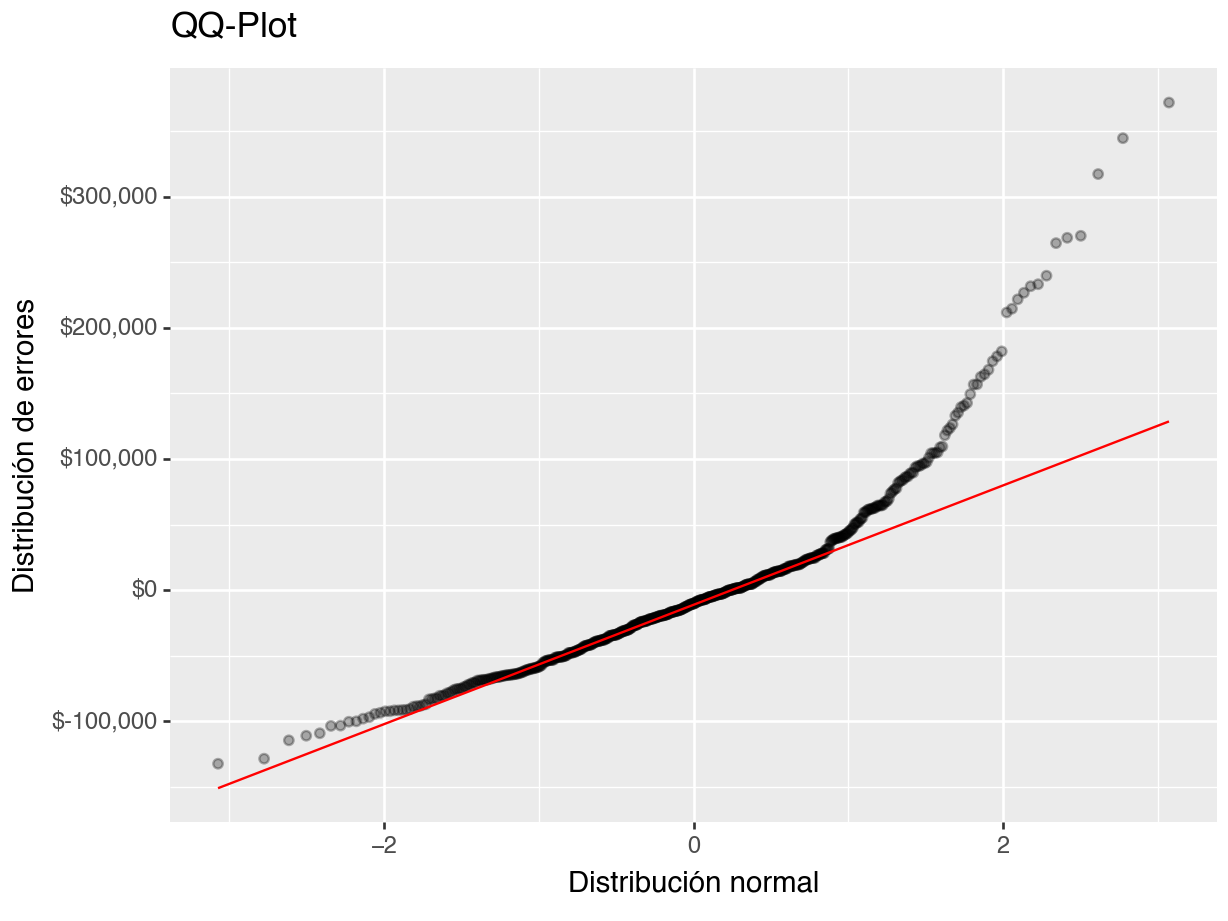 QQ-Plot
Distribución de errores
$300,000
$200,000
$100,000
$0
$-100,000
−2
0
2
Distribución normal